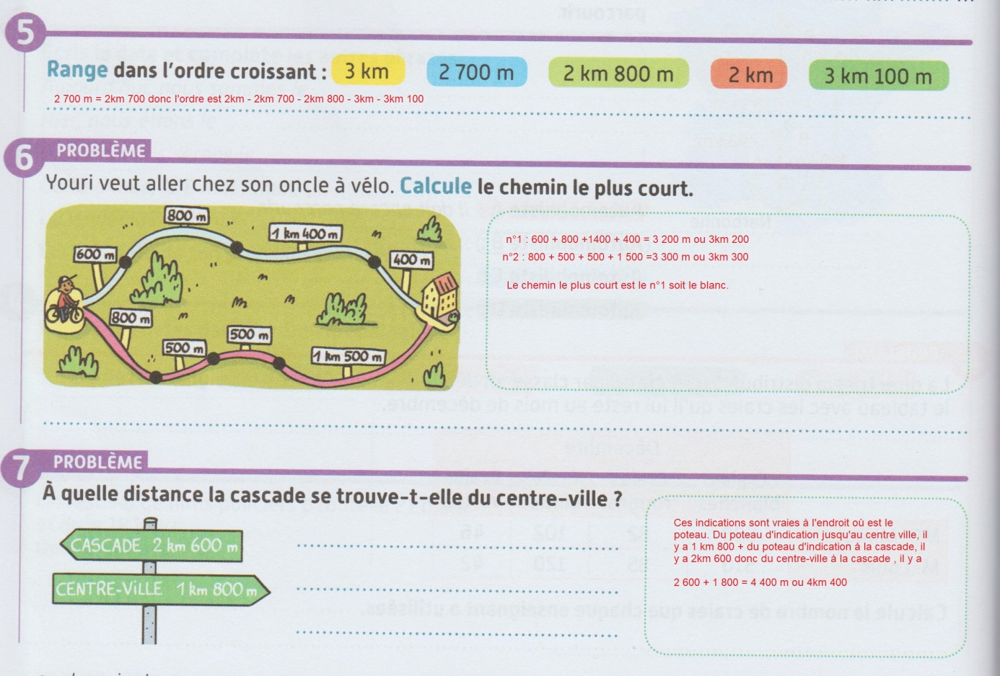 5
Range dans l'ordre croissant : 3 km 2 700 m 2 km 800 m 2 km 3 km 100 m
2 700 m = 2km 700 donc l'ordre est 2km - 2km 700 - 2km 800 - 3km - 3km 100
6 PROBLÈME
Youri veut aller chez son oncle à vélo. Calcule le chemin le plus court.
800 m
1 km 400 m
600 m
400 m
800 m
500 m
500 m
1 km 500 m
n°1 : 600 + 800 +1400 + 400 = 3 200 m ou 3km 200
n°2 : 800 + 500 + 500 + 1 500 =3 300 m ou 3km 300
Le chemin le plus court est le n°1 soit le blanc.
7 PROBLÈME
À quelle distance la cascade se trouve-t-elle du centre-ville ?
CASCADE 2 km 600 m
CENTRE-ViLLE 1 km 800 m
Ces indications sont vraies à l'endroit où est le
poteau. Du poteau d'indication jusqu'au centre ville, il
y a 1 km 800 + du poteau d'indication à la cascade, il
y a 2km 600 donc du centre-ville à la cascade , il y a
2 600 + 1 800 = 4 400 m ou 4km 400